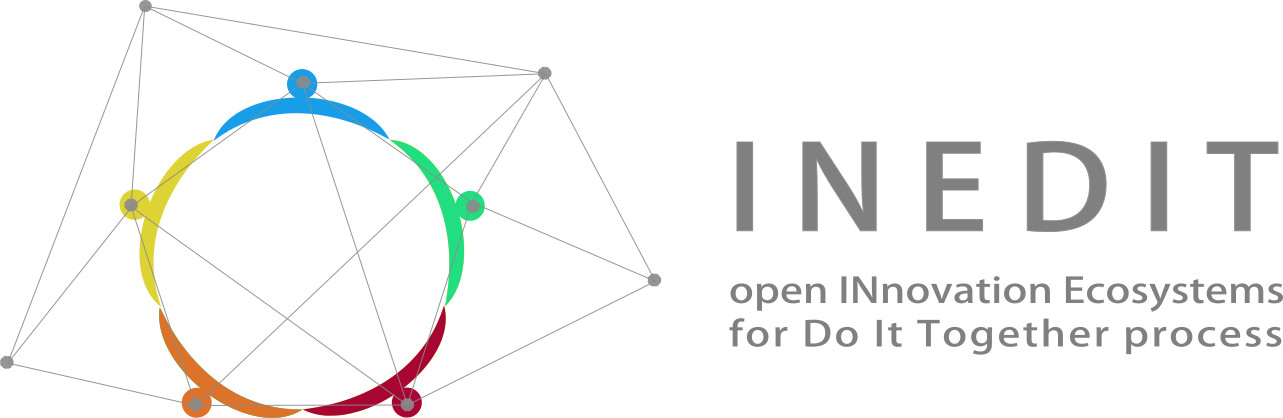 INEDIT
open INnovation Ecosystems
for Do It Together process